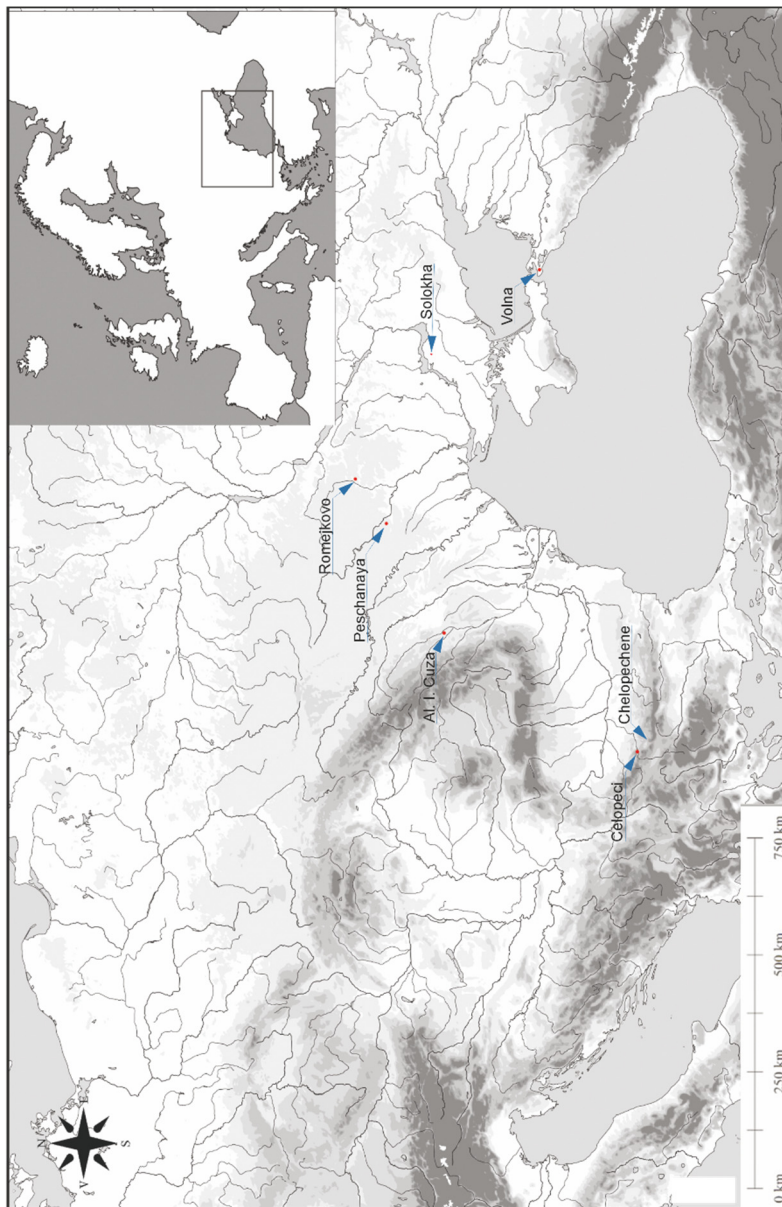 N
V
E
S
Romejkovo
Peschanaya
Solokha
Volna
Al. I. Cuza
Celopeci
Chelopechene
0 km
250 km
500 km
750 km